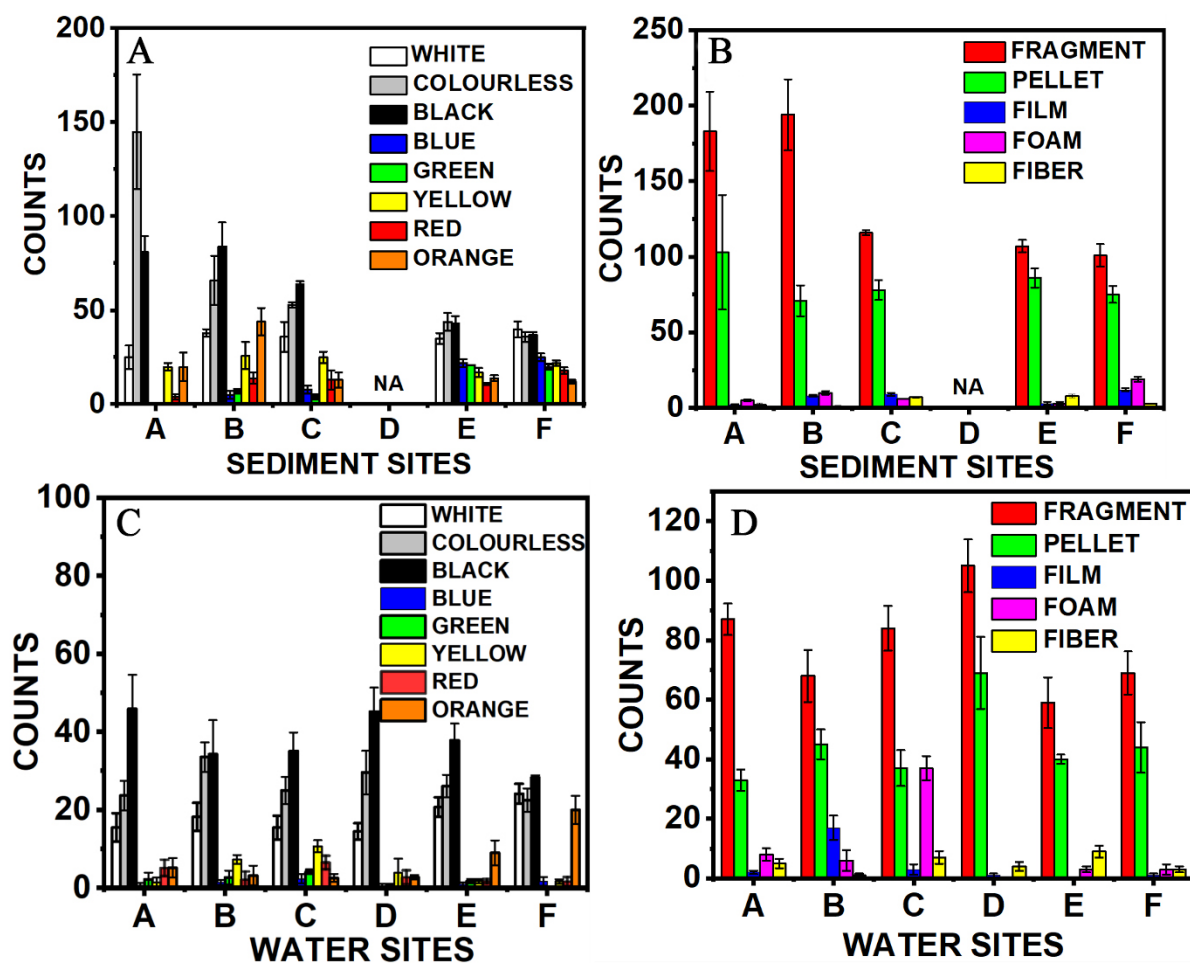 A
200
150
100
50
0
COUNTS
WHITE
COLOURLESS
BLACK
BLUE
GREEN
YELLOW
RED
ORANGE
NA
A B C D E F
SEDIMENT SITES
B
250
200
150
100
50
0
COUNTS
FRAGMENT
PELLET
FILM
FOAM
FIBER
NA
A B C D E F
SEDIMENT SITES
C
100
80
60
40
20
0
COUNTS
WHITE
COLOURLESS
BLACK
BLUE
GREEN
YELLOW
RED
ORANGE
A B C D E F
WATER SITES
D
120
100
80
60
40
20
0
COUNTS
FRAGMENT
PELLET
FILM
FOAM
FIBER
A B C D E F
WATER SITES